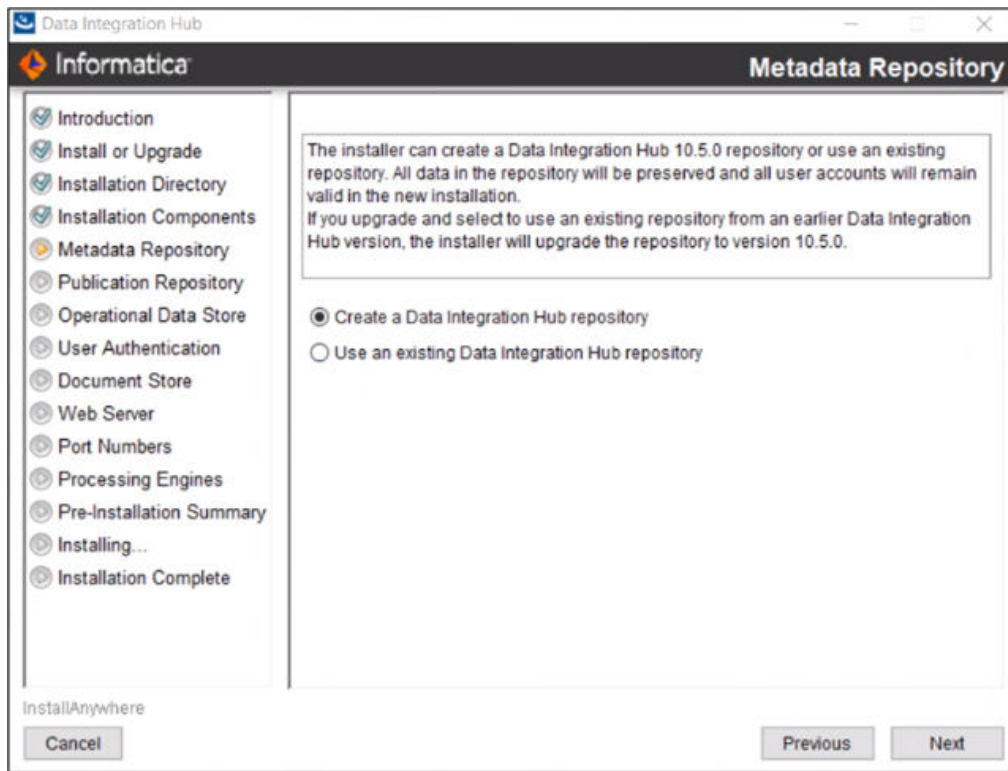 Data Integration Hub
Informatica
Metadata Repository
Introduction
Install or Upgrade
Installation Directory
Installation Components
Metadata Repository
Publication Repository
Operational Data Store
User Authentication
Document Store
Web Server
Port Numbers
Processing Engines
Pre-Installation Summary
Installing...
Installation Complete
The installer can create a Data Integration Hub 10.5.0 repository or use an existing
repository. All data in the repository will be preserved and all user accounts will remain
valid in the new installation.
If you upgrade and select to use an existing repository from an earlier Data Integration
Hub version, the installer will upgrade the repository to version 10.5.0.
Create a Data Integration Hub repository
Use an existing Data Integration Hub repository
InstallAnywhere
Cancel
Previous
Next